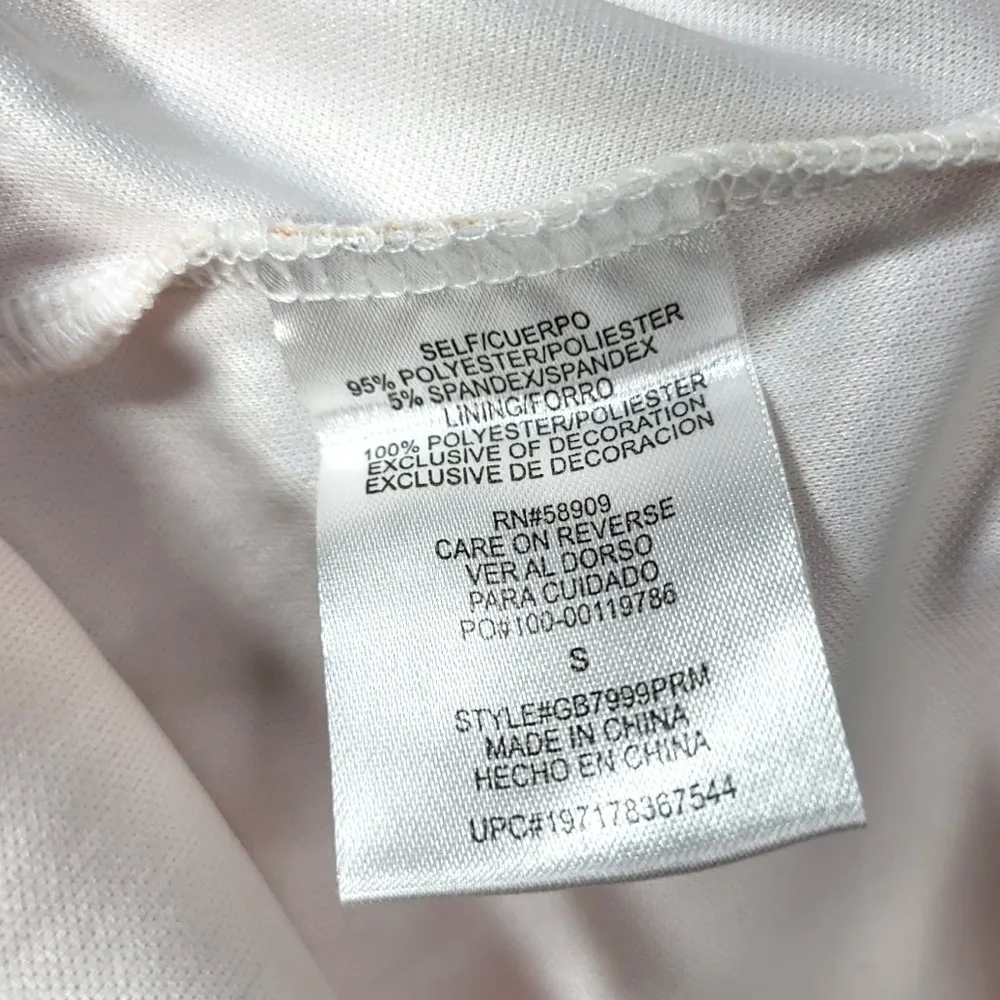 SELF/CUERPO
95% POLYESTER/POLIESTER
5% SPANDEX/SPANDEX
LINING/FORRO
100% POLYESTER/POLIESTER
EXCLUSIVE OF DECORATION
EXCLUSIVE DE DECORACION
RN#58909
CARE ON REVERSE
VER AL DORSO
PARA CUIDADO
PO#100-00119786
S
STYLE#GB7999PRM
MADE IN CHINA
HECHO EN CHINA
UPC#197178367544